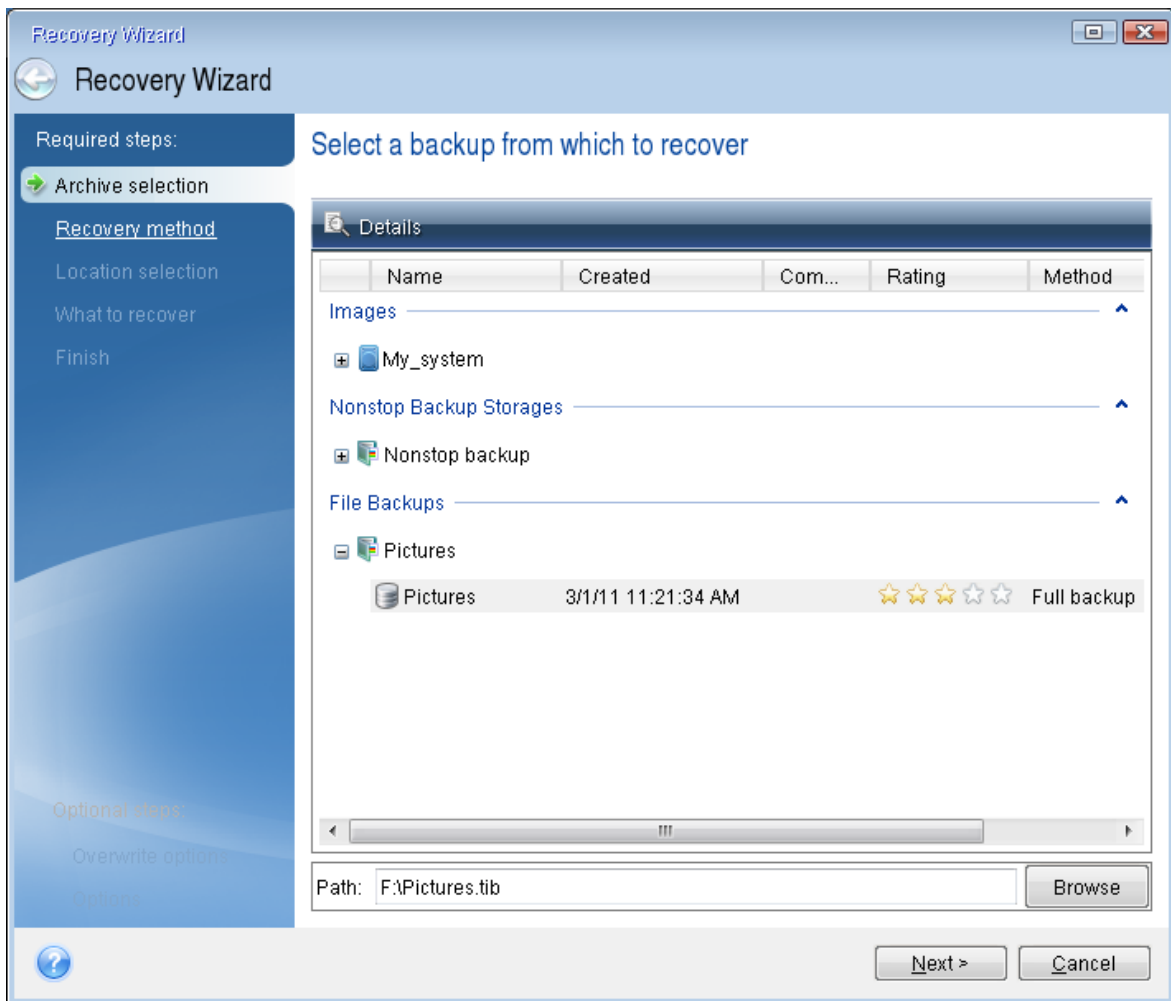 Recovery Wizard
Recovery Wizard
Required steps:
Archive selection
Recovery method
Location selection
What to recover
Finish
Optional steps:
Overwrite options
Options
Select a backup from which to recover
Details
Name Created Com... Rating Method
Images
My_system
Nonstop Backup Storages
Nonstop backup
File Backups
Pictures
Pictures 3/1/11 11:21:34 AM Full backup
Path: F:\Pictures.tib Browse
Next > Cancel